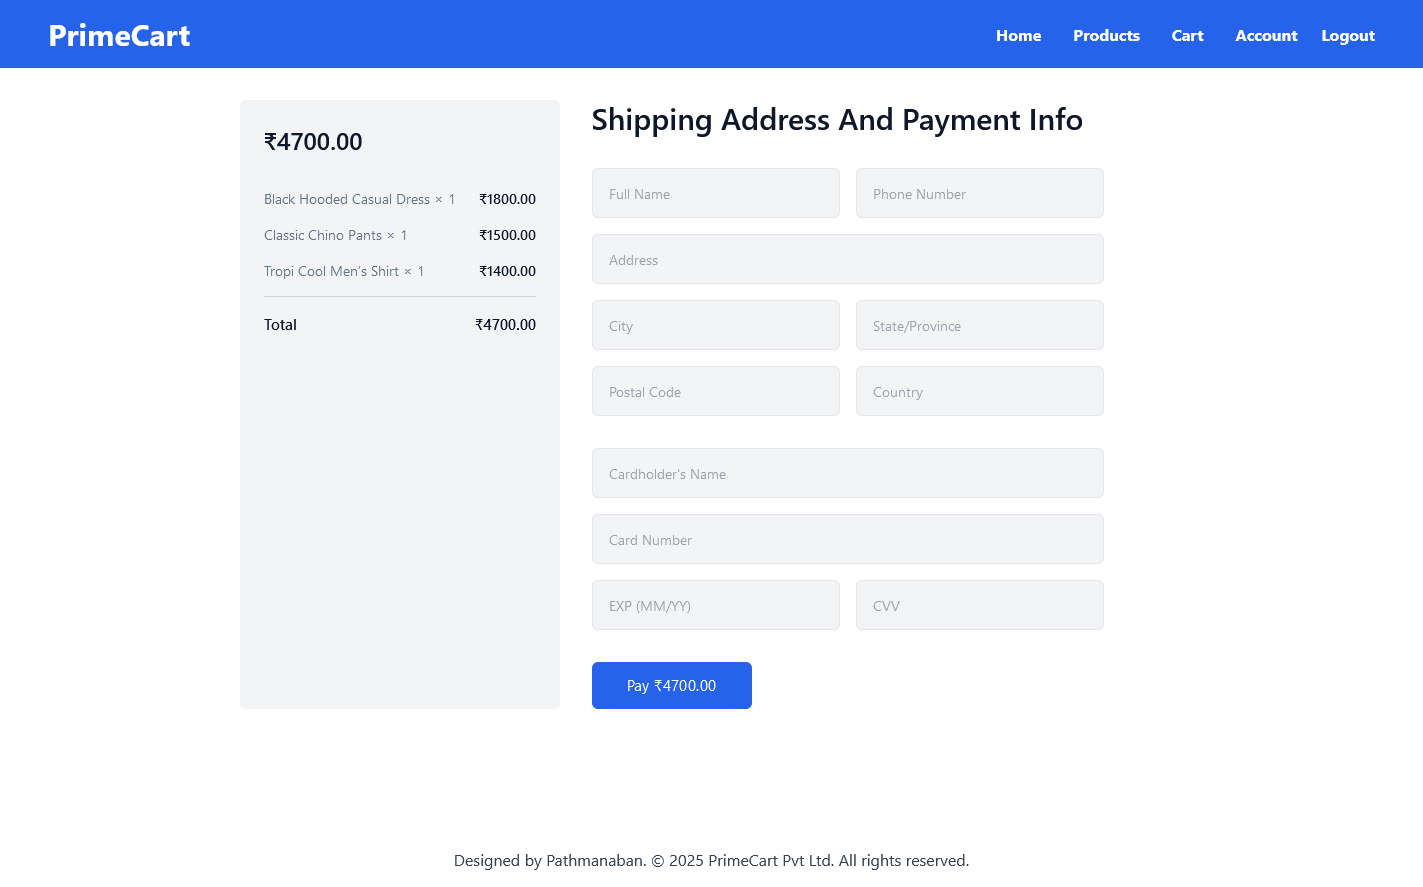 PrimeCart
Home Products Cart Account Logout
₹4700.00
Black Hooded Casual Dress × 1 ₹1800.00
Classic Chino Pants × 1 ₹1500.00
Tropi Cool Men's Shirt × 1 ₹1400.00
Total ₹4700.00
Shipping Address And Payment Info
Full Name Phone Number
Address
City State/Province
Postal Code Country
Cardholder's Name
Card Number
EXP (MM/YY) CVV
Pay ₹4700.00
Designed by Pathmanaban. © 2025 PrimeCart Pvt Ltd. All rights reserved.